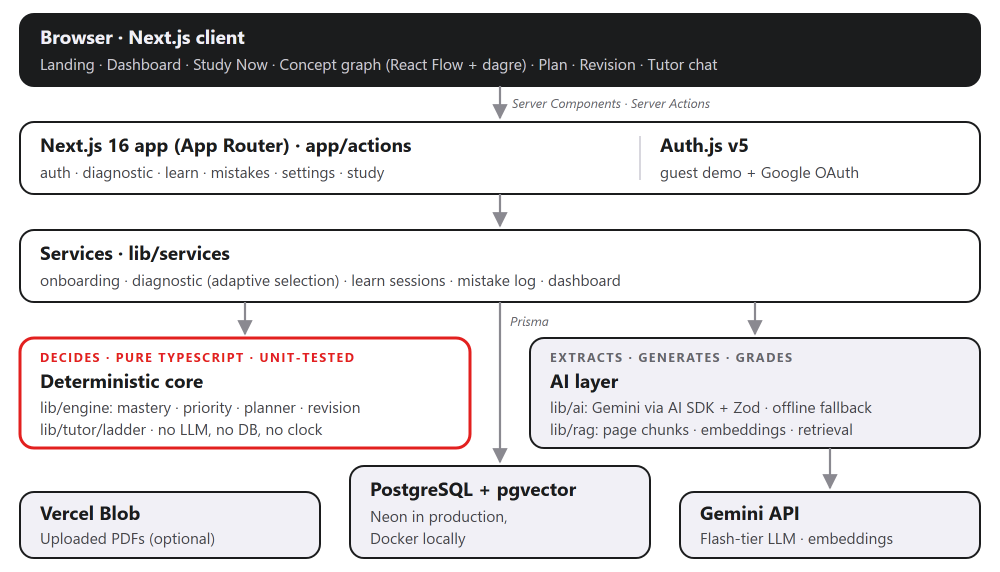 Browser · Next.js client
Landing · Dashboard · Study Now · Concept graph (React Flow + dagre) · Plan · Revision · Tutor chat
Server Components · Server Actions
Next.js 16 app (App Router) · app/actions
auth · diagnostic · learn · mistakes · settings · study
Auth.js v5
guest demo + Google OAuth
Services · lib/services
onboarding · diagnostic (adaptive selection) · learn sessions · mistake log · dashboard
Prisma
DECIDES · PURE TYPESCRIPT · UNIT-TESTED
Deterministic core
lib/engine: mastery · priority · planner · revision
lib/tutor/ladder · no LLM, no DB, no clock
EXTRACTS · GENERATES · GRADES
AI layer
lib/ai: Gemini via AI SDK + Zod · offline fallback
lib/rag: page chunks · embeddings · retrieval
Vercel Blob
Uploaded PDFs (optional)
PostgreSQL + pgvector
Neon in production,
Docker locally
Gemini API
Flash-tier LLM · embeddings